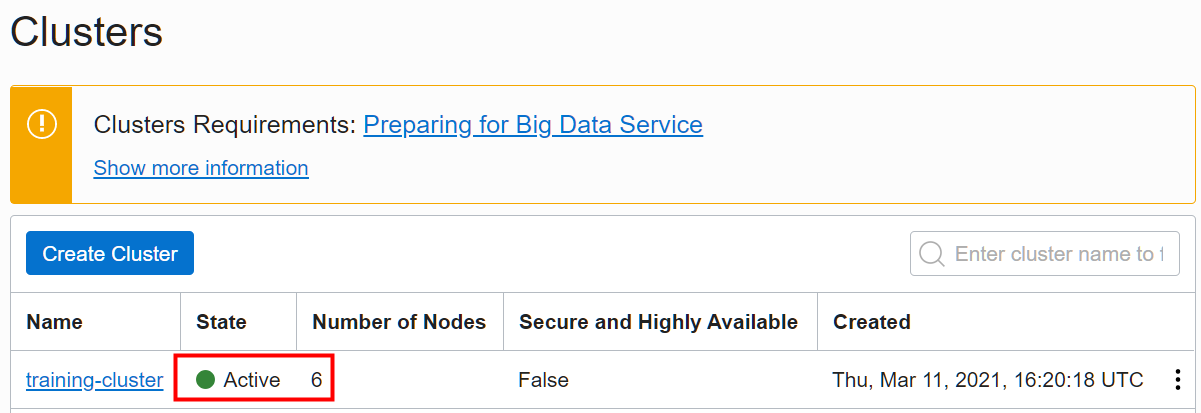 Clusters
Clusters Requirements: Preparing for Big Data Service
Show more information
Create Cluster
Enter cluster name to f
Name State Number of Nodes Secure and Highly Available Created
training-cluster Active 6 False Thu, Mar 11, 2021, 16:20:18 UTC